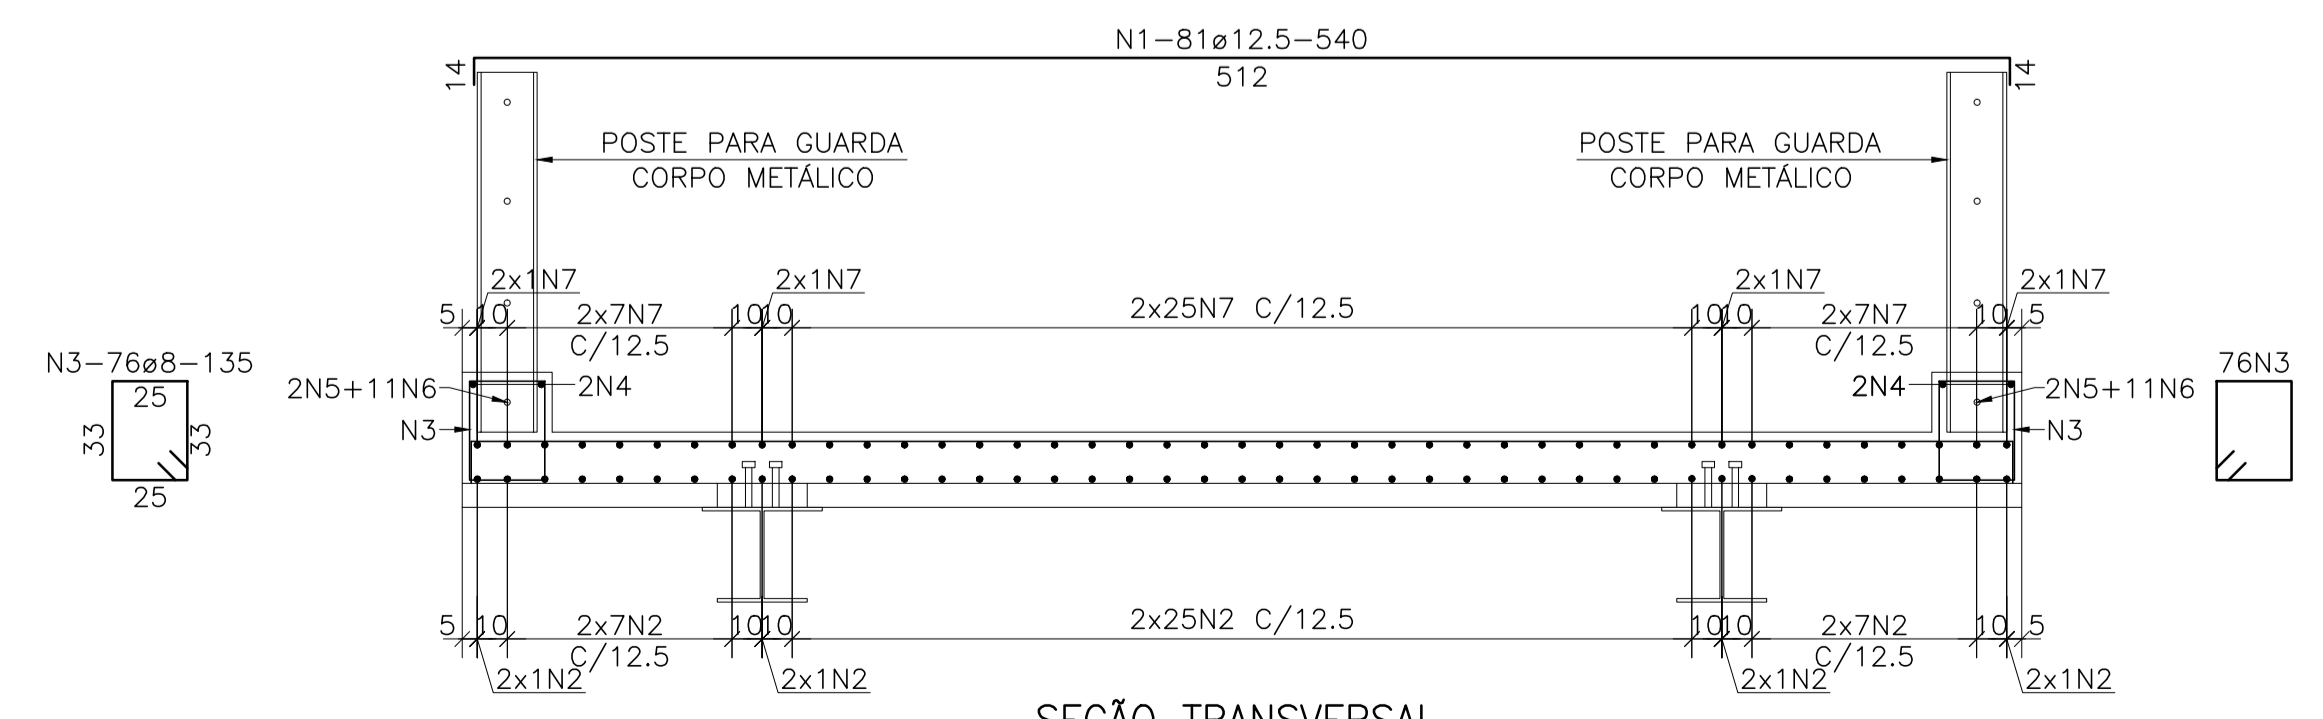 N1-81ø12.5-540
14
512
14
POSTE PARA GUARDA
CORPO METÁLICO
POSTE PARA GUARDA
CORPO METÁLICO
2x1N7
2x1N7
2x1N7
2x1N7
5
10
2x7N7
C/12.5
10
10
2x25N7 C/12.5
10
10
2x7N7
C/12.5
10
5
N3-76ø8-135
25
33
33
25
2N5+11N6
2N4
N3
2N4
2N5+11N6
N3
76N3
5
10
2x7N2
C/12.5
10
10
2x25N2 C/12.5
10
10
2x7N2
C/12.5
10
5
2x1N2
2x1N2
2x1N2
2x1N2
SEÇÃO TRANSVERSAL